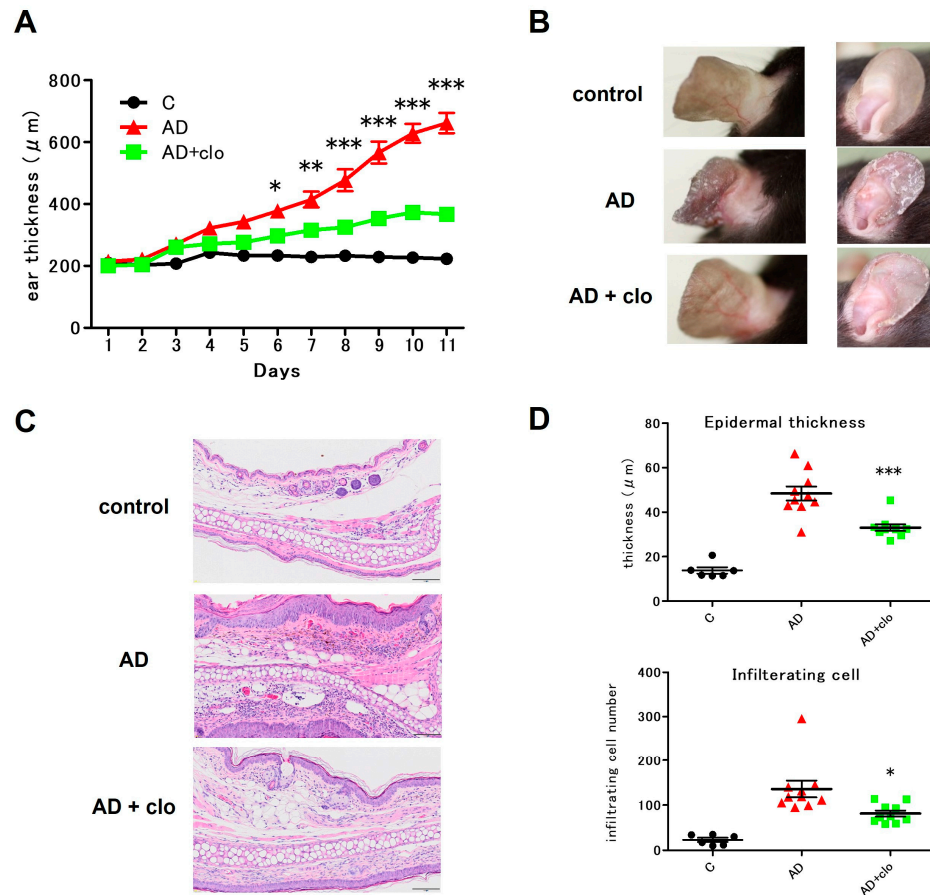 A
ear thickness (μm)
800
600
400
200
0
C
AD
AD+clo
*
**
***
***
***
***
1 2 3 4 5 6 7 8 9 10 11
Days
B
control
AD
AD + clo
C
control
AD
AD + clo
D
Epidermal thickness
thickness (μm)
80
60
40
20
0
***
C AD AD+clo
Infilterating cell
infiltrating cell number
400
300
200
100
0
*
C AD AD+clo